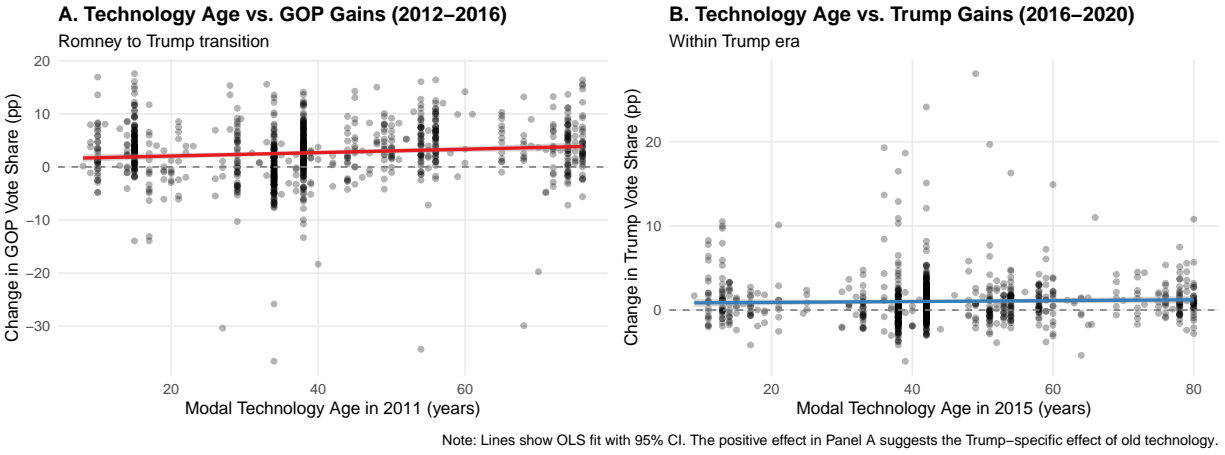 A. Technology Age vs. GOP Gains (2012−2016)
Romney to Trump transition
20
10
0
−10
−20
−30
Change in GOP Vote Share (pp)
20
40
60
Modal Technology Age in 2011 (years)
B. Technology Age vs. Trump Gains (2016−2020)
Within Trump era
20
10
0
Change in Trump Vote Share (pp)
20
40
60
80
Modal Technology Age in 2015 (years)
Note: Lines show OLS fit with 95% CI. The positive effect in Panel A suggests the Trump−specific effect of old technology.